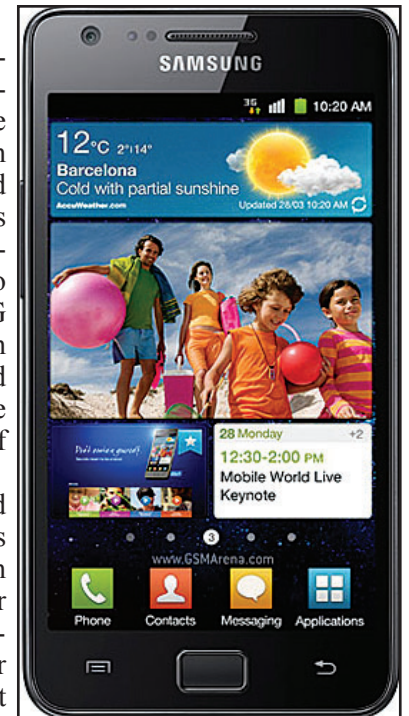 SAMSUNG
3G 10:20 AM
12°C 2°|14°
Barcelona
Cold with partial sunshine
AccuWeather.com Updated 28/03 10:20 AM
28 Monday +2
12:30-2:00 PM
Mobile World Live
Keynote
3
www.GSMArena.com
Phone Contacts Messaging Applications